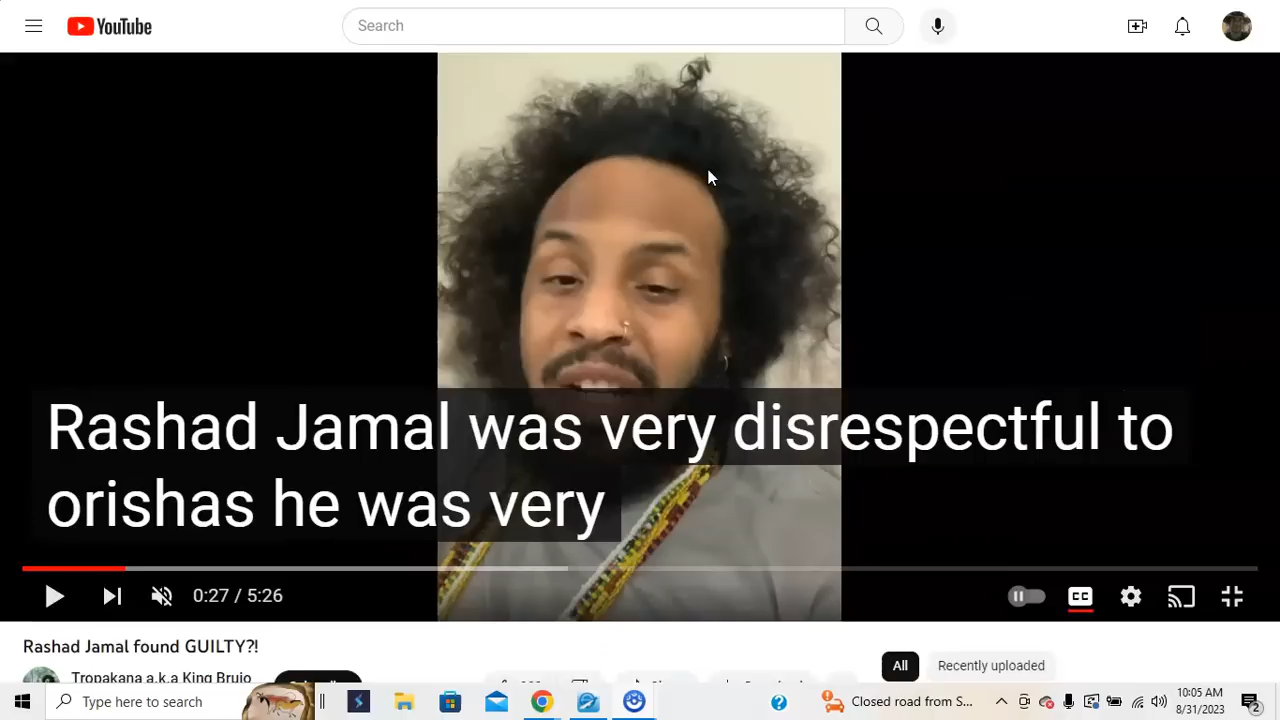 YouTube
Search
Rashad Jamal was very disrespectful to
orishas he was very
0:27 / 5:26
CC
Rashad Jamal found GUILTY?!
All
Recently uploaded
Tropakana a.k.a King Brujo
Type here to search
Closed road from S...
10:05 AM
8/31/2023
2